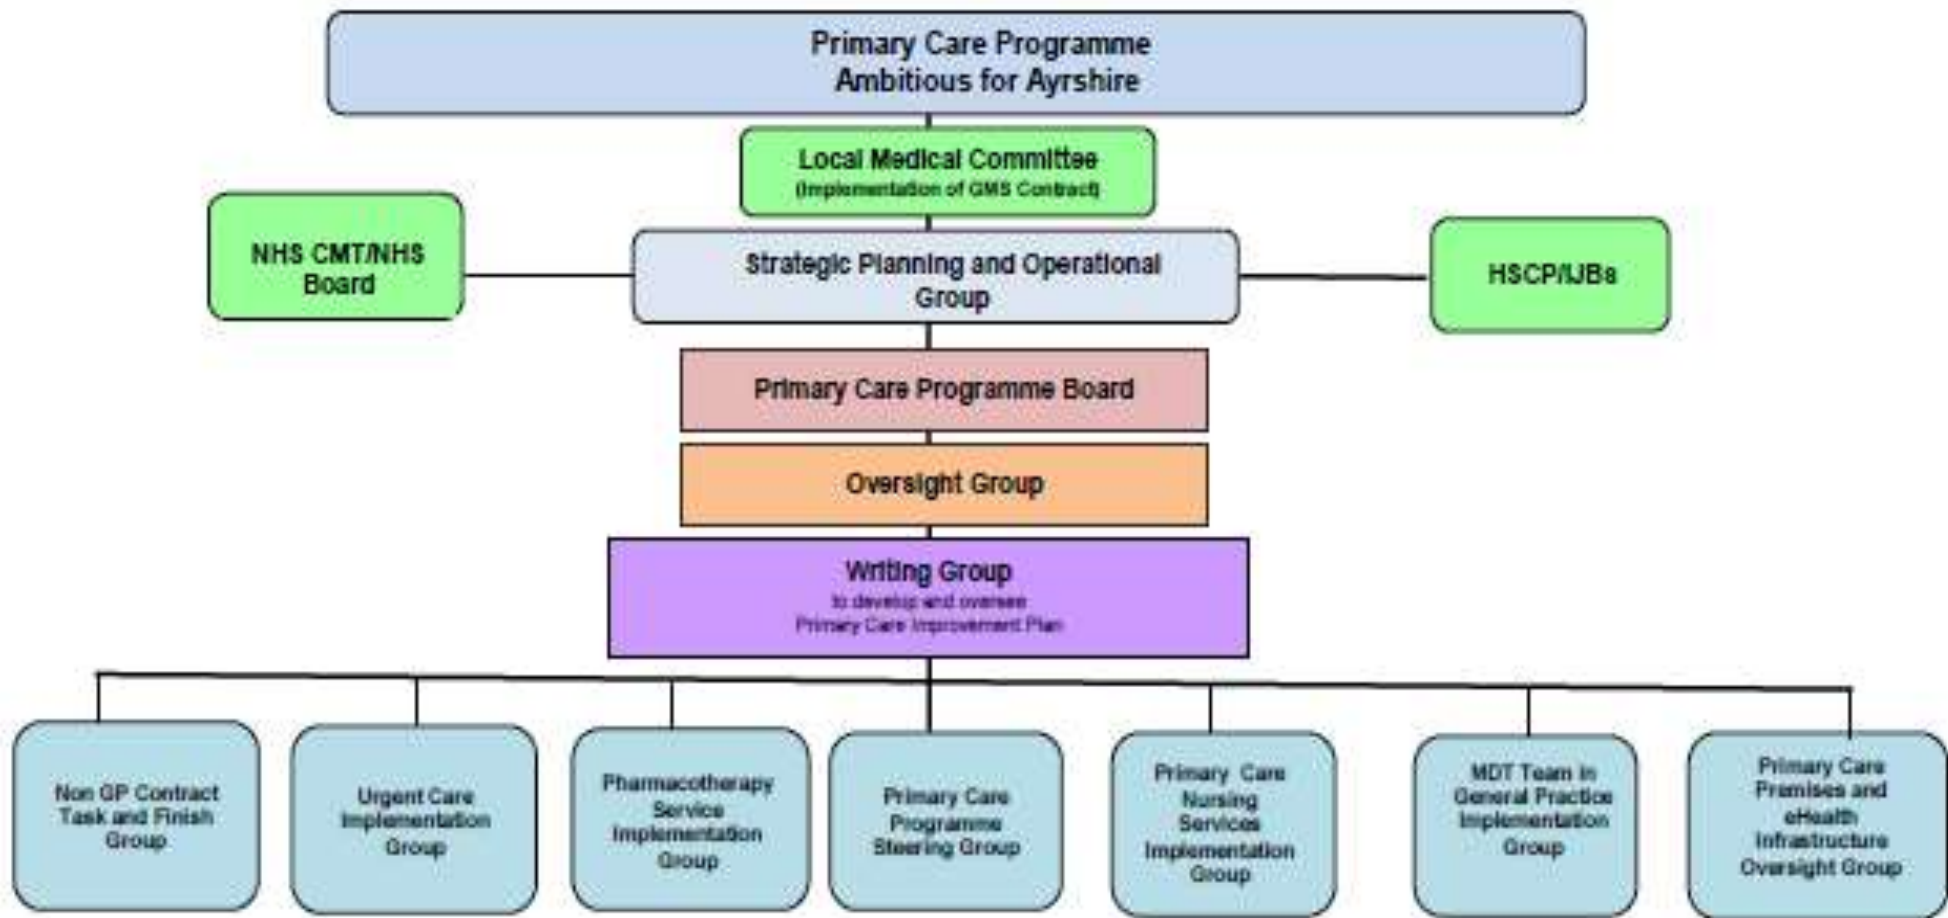 Primary Care Programme
Ambitious for Ayrshire
Local Medical Committee
(Implementation of GMS Contract)
NHS CMT/NHS
Board
Strategic Planning and Operational
Group
HSCP/IJBs
Primary Care Programme Board
Oversight Group
Writing Group
to develop and oversee
Primary Care Improvement Plan
Non GP Contract
Task and Finish
Group
Urgent Care
Implementation
Group
Pharmacotherapy
Service
Implementation
Group
Primary Care
Programme
Steering Group
Primary Care
Nursing
Services
Implementation
Group
MDT Team in
General Practice
Implementation
Group
Primary Care
Premises and
eHealth
Infrastructure
Oversight Group